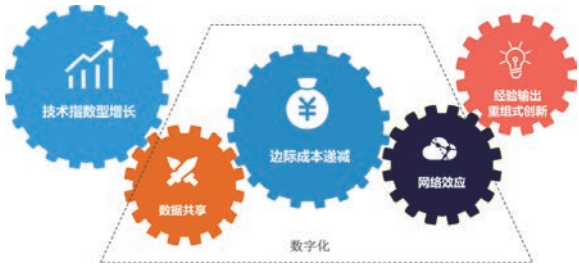 技术指数型增长
数据共享
¥
边际成本递减
网络效应
经验输出
重组式创新
数字化